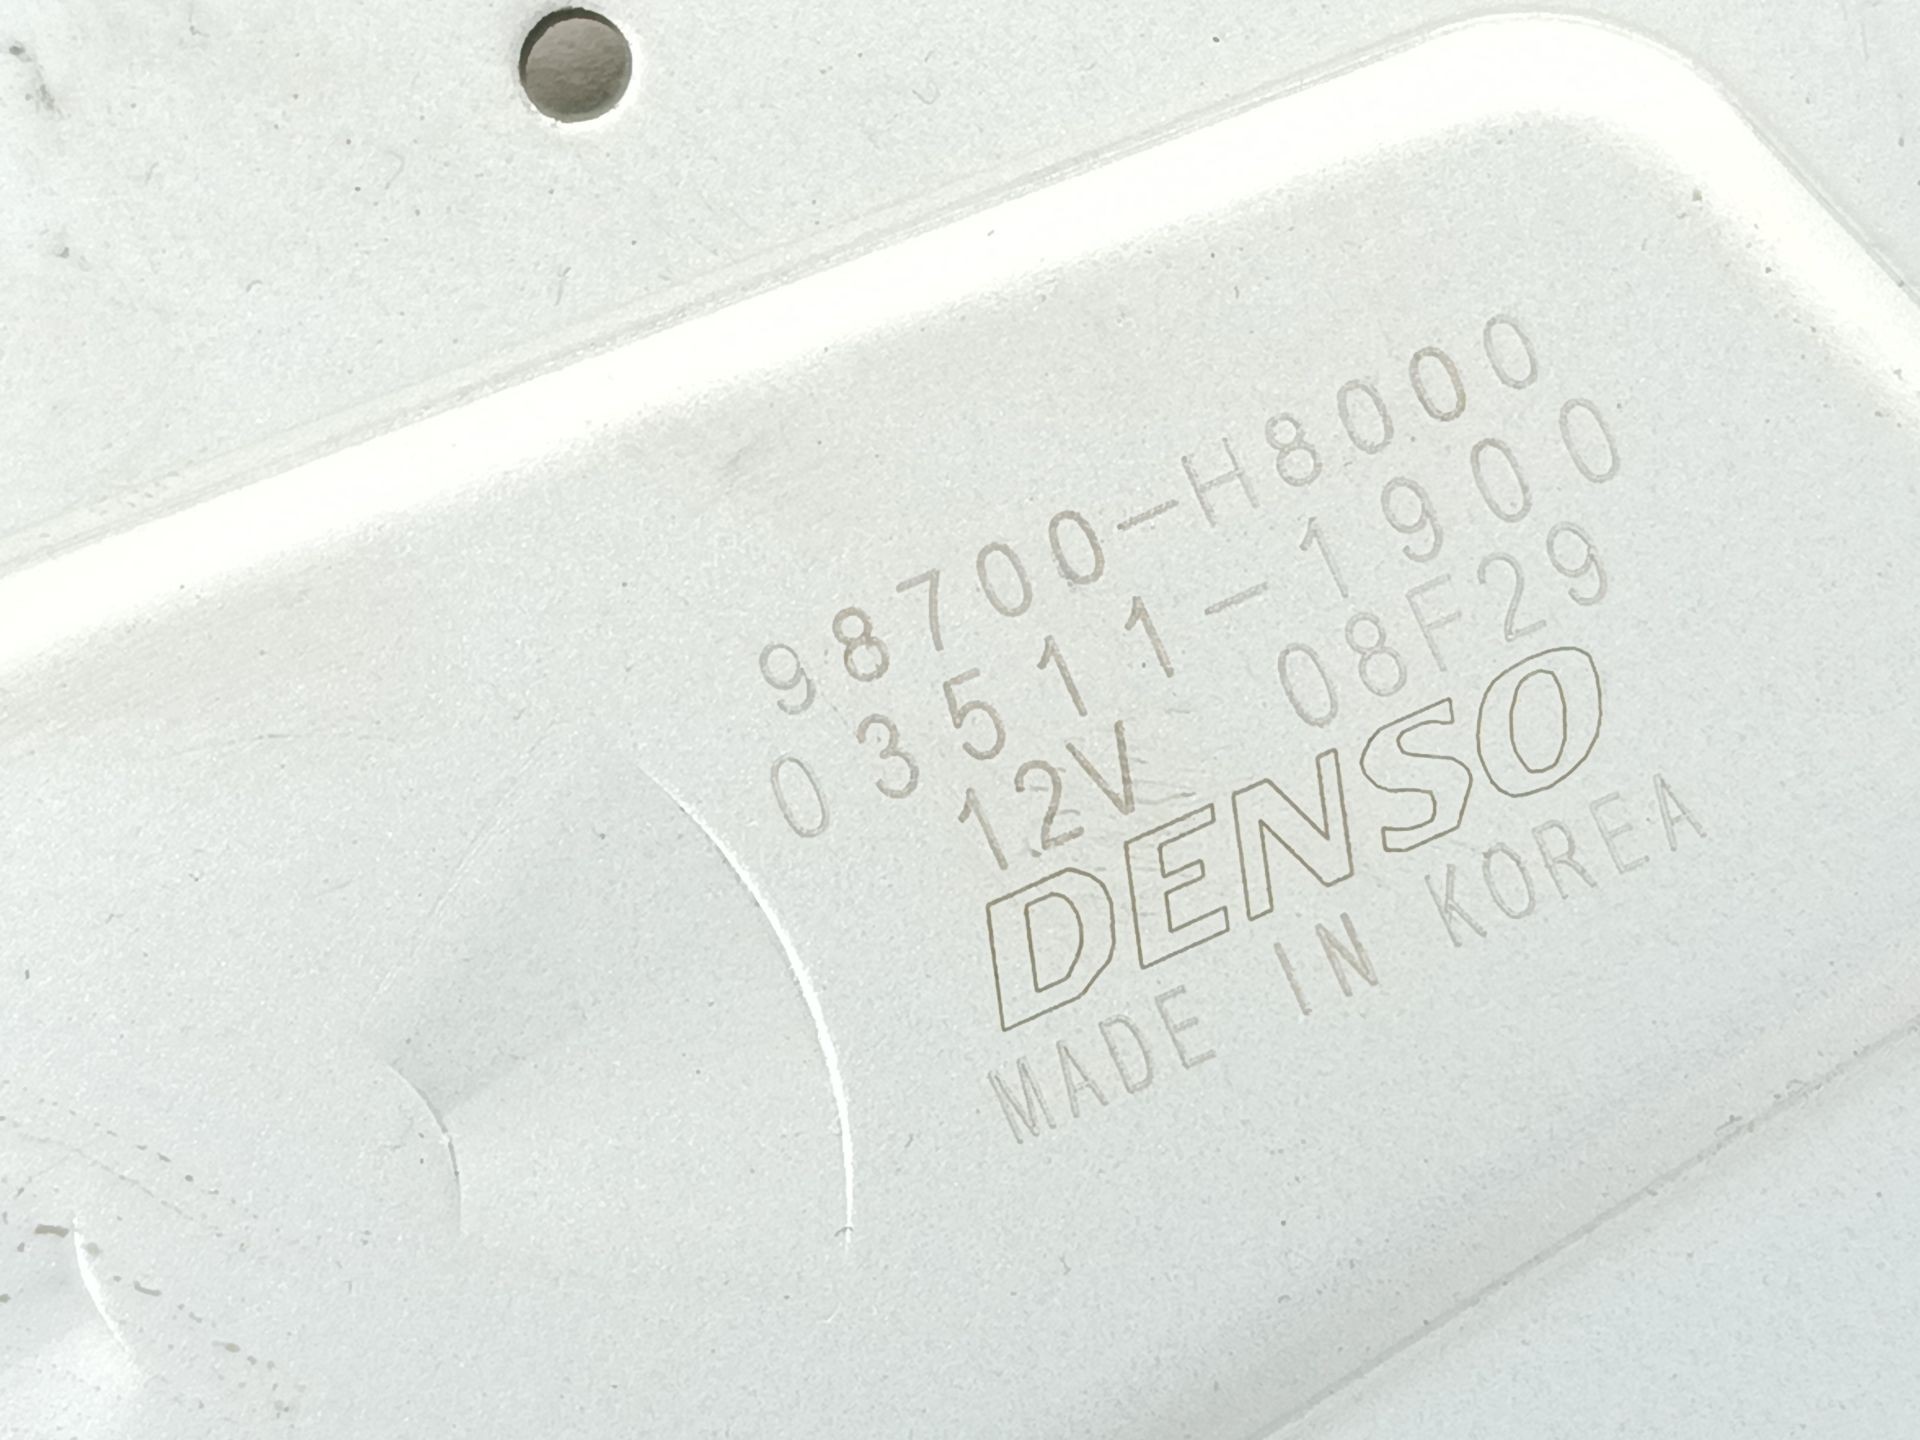 98700-H8000
03511-1900
12V 08F29
DENSO
MADE IN KOREA